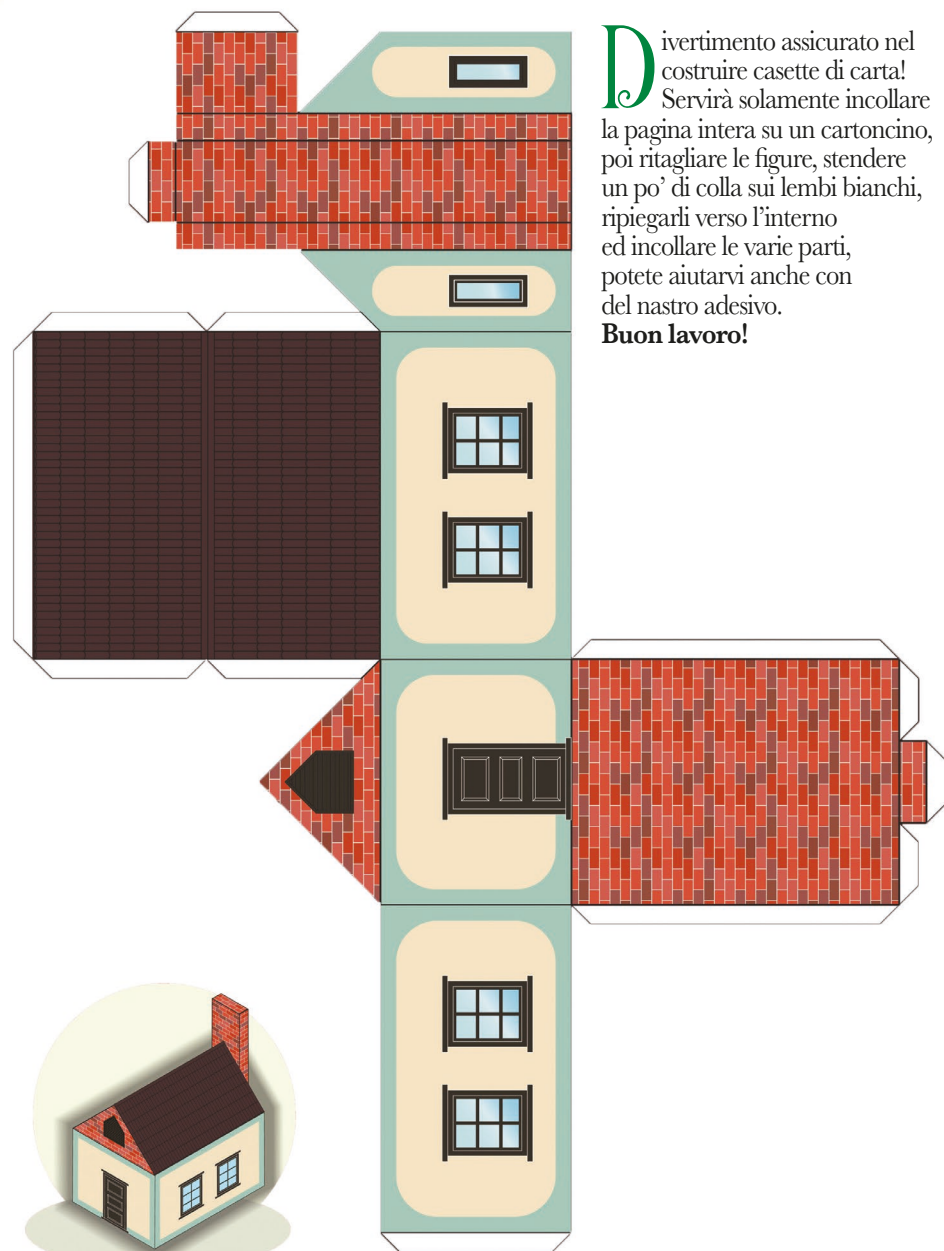 Divertimento assicurato nel
costruire casette di carta!
Servirà solamente incollare
la pagina intera su un cartoncino,
poi ritagliare le figure, stendere
un po’ di colla sui lembi bianchi,
ripiegarli verso l’interno
ed incollare le varie parti,
potete aiutarvi anche con
del nastro adesivo.
Buon lavoro!